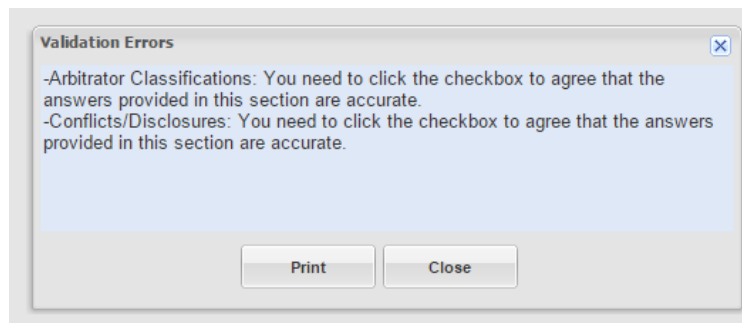 Validation Errors
-Arbitrator Classifications: You need to click the checkbox to agree that the
answers provided in this section are accurate.
-Conflicts/Disclosures: You need to click the checkbox to agree that the answers
provided in this section are accurate.
Print
Close